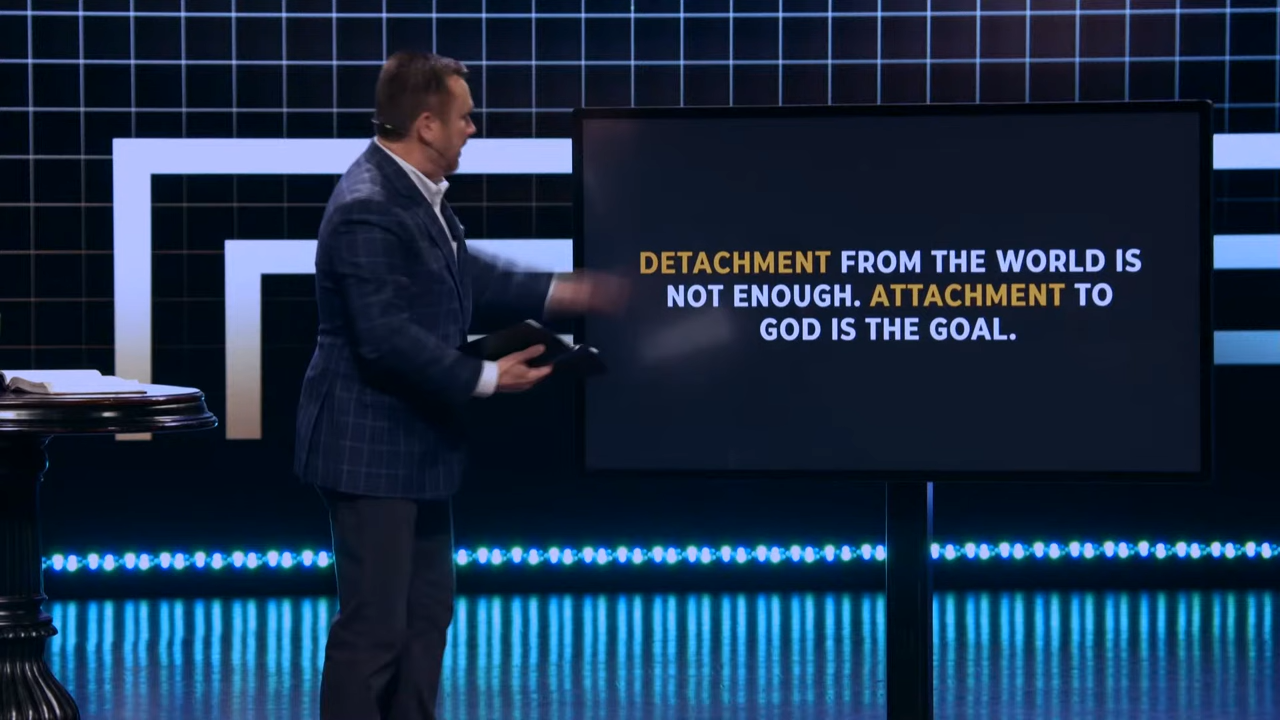 DETACHMENT FROM THE WORLD IS
NOT ENOUGH. ATTACHMENT TO
GOD IS THE GOAL.